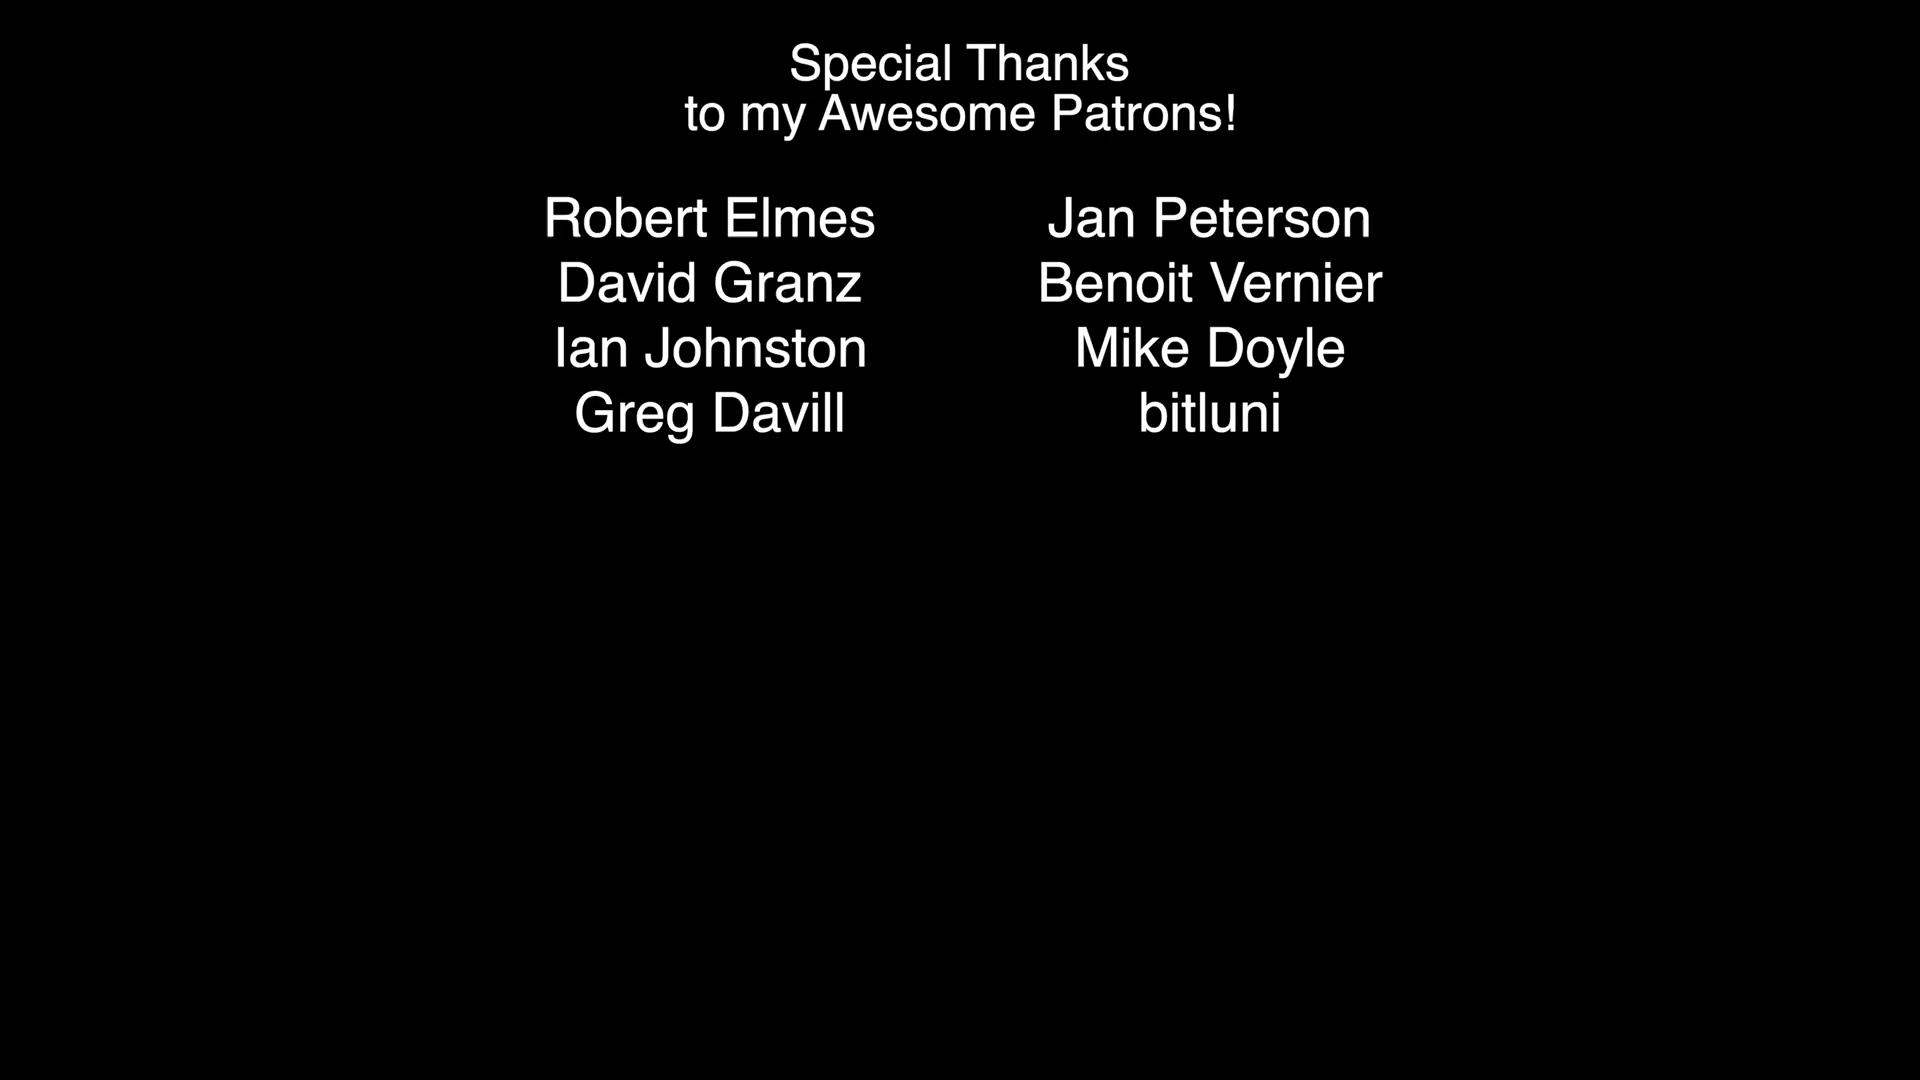 Special Thanks
to my Awesome Patrons!
Robert Elmes
David Granz
Ian Johnston
Greg Davill
Jan Peterson
Benoit Vernier
Mike Doyle
bitluni